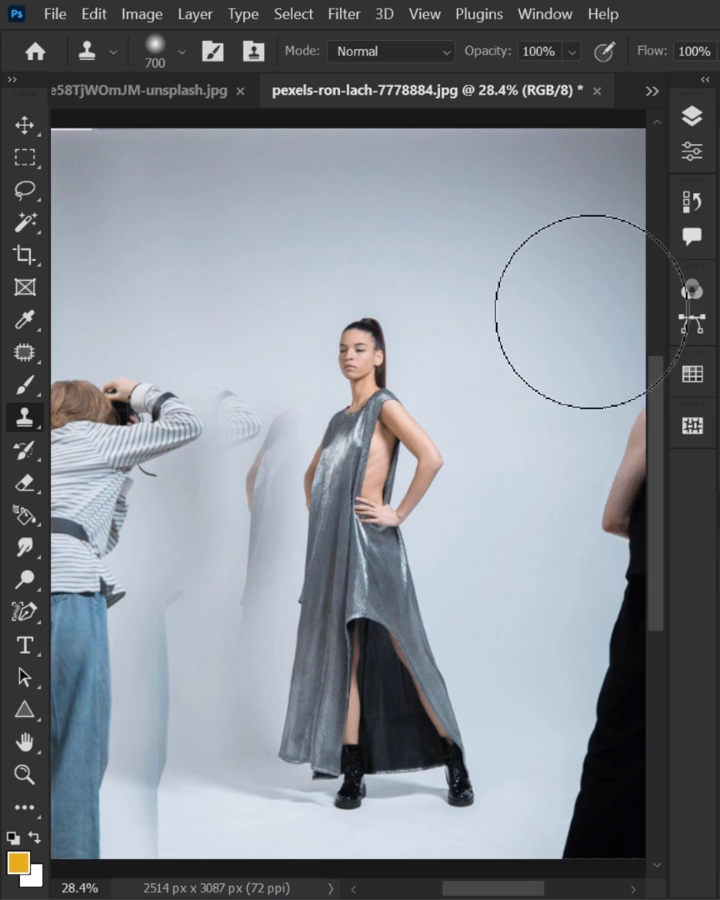 Ps File Edit Image Layer Type Select Filter 3D View Plugins Window Help
700 Mode: Normal Opacity: 100% Flow: 100%
e58TjWOmJM-unsplash.jpg × pexels-ron-lach-7778884.jpg @ 28.4% (RGB/8) * ×
T
28.4% 2514 px x 3087 px (72 ppi)